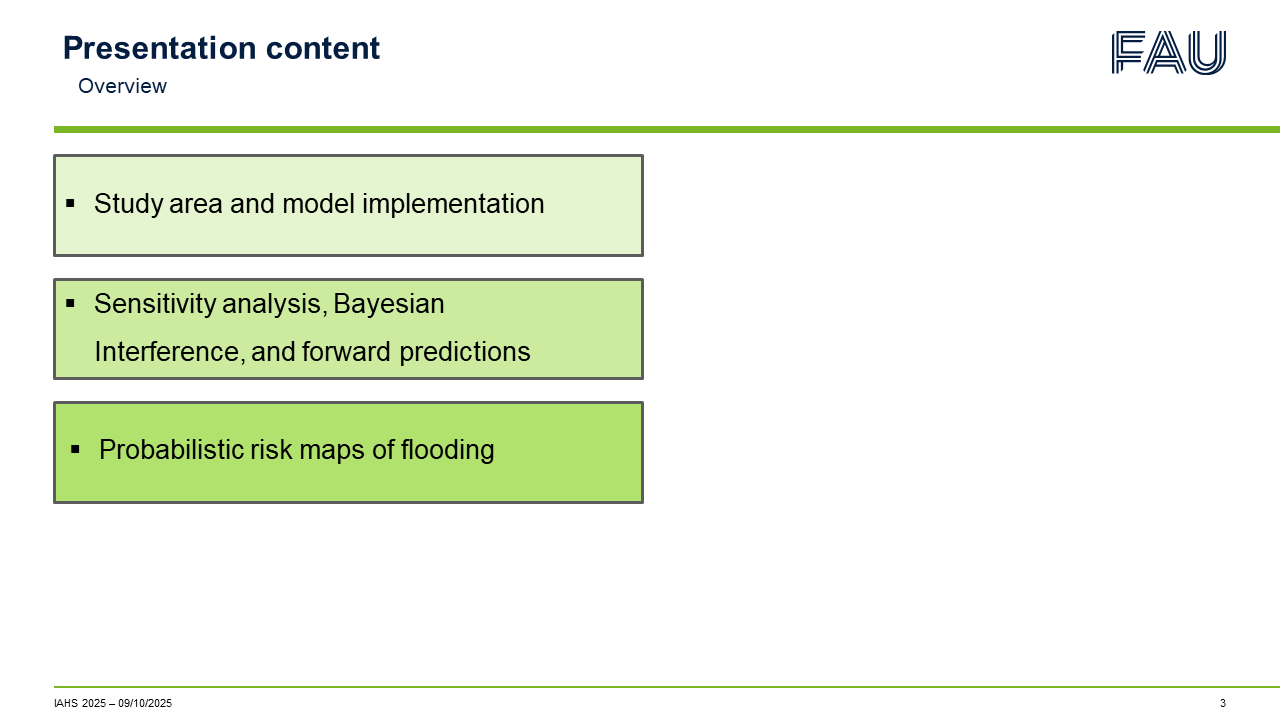 Presentation content
FAU
Overview
▪ Study area and model implementation
▪ Sensitivity analysis, Bayesian
Interference, and forward predictions
▪ Probabilistic risk maps of flooding
IAHS 2025 – 09/10/2025
3